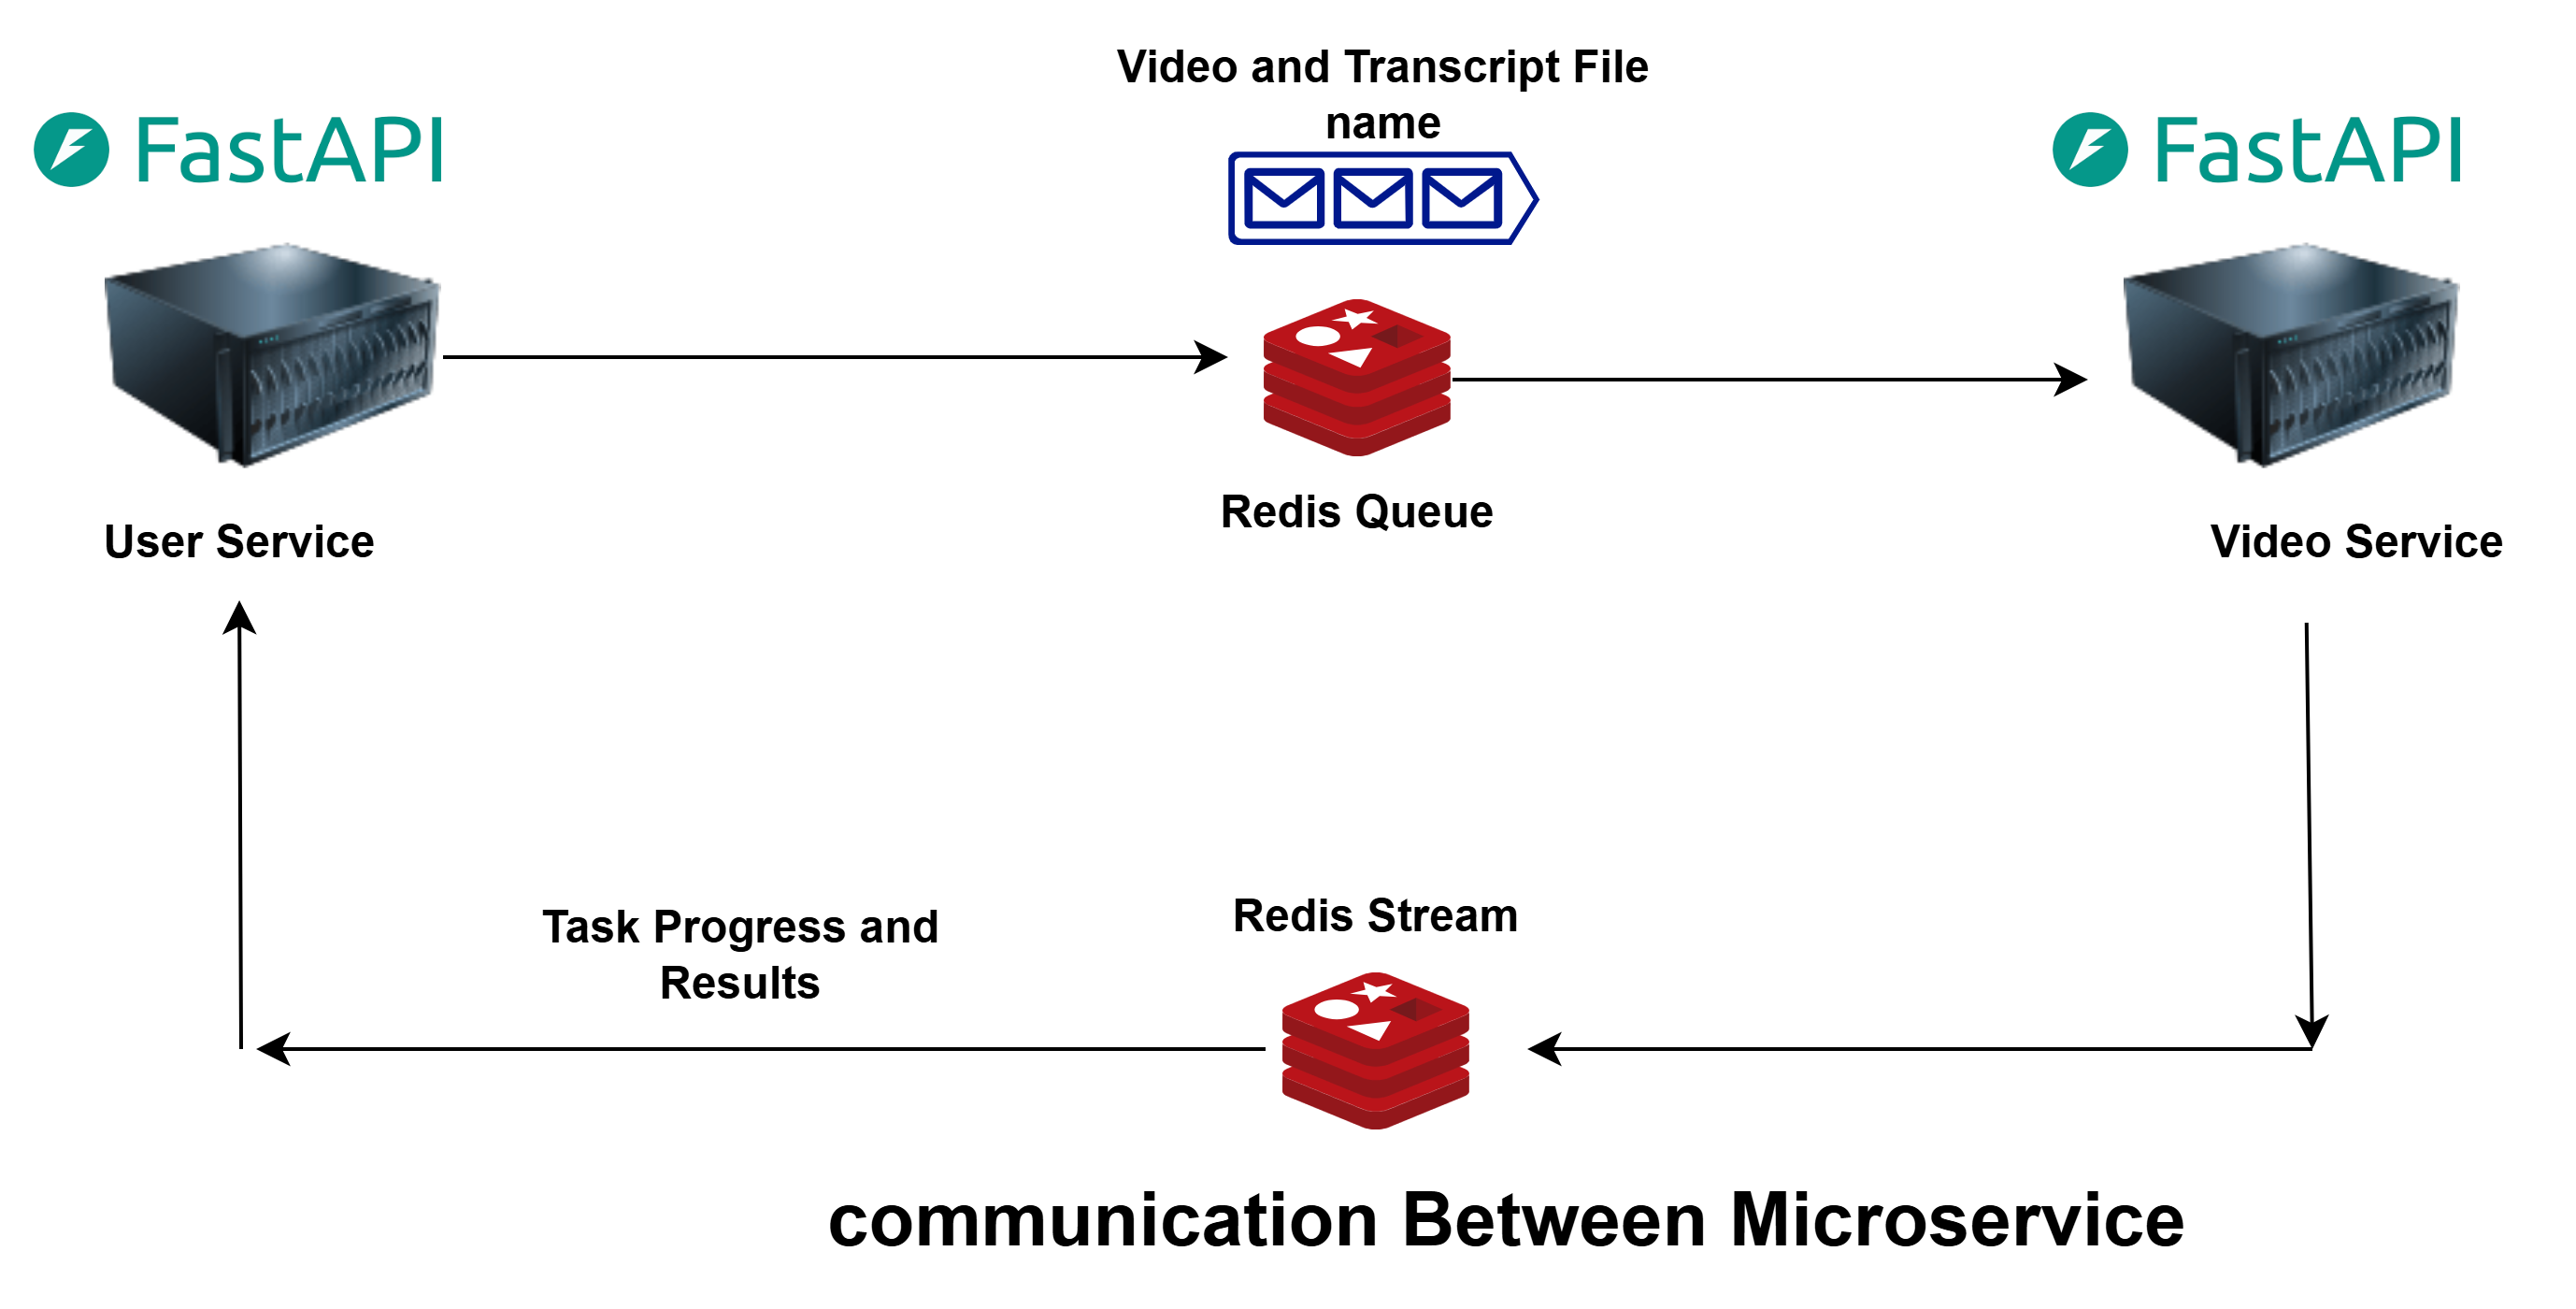 Video and Transcript File
name
FastAPI
FastAPI
Redis Queue
User Service
Video Service
Redis Stream
Task Progress and
Results
communication Between Microservice